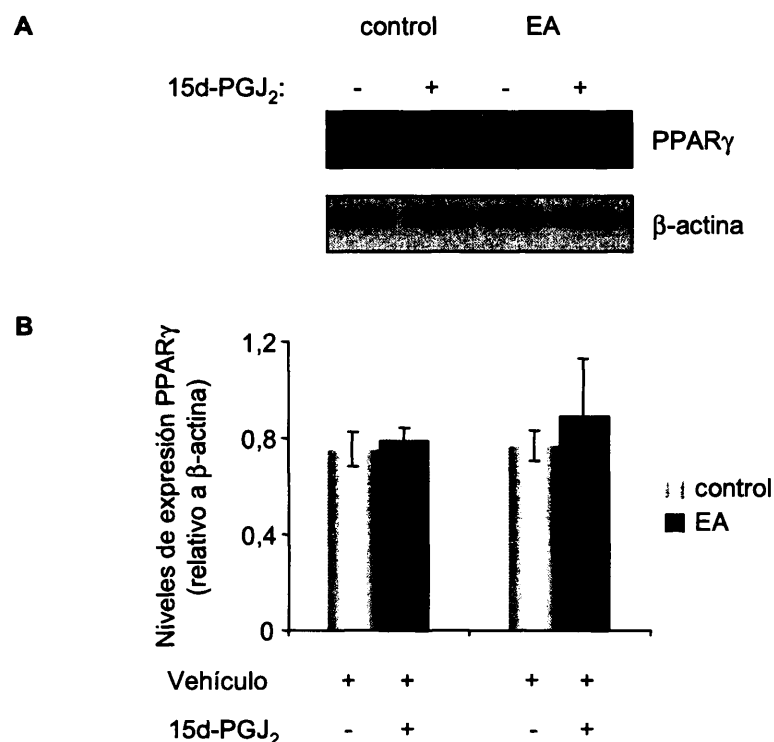 A
control EA
15d-PGJ2: - + - +
PPARγ
β-actina
B
Niveles de expresión PPARγ
(relativo a β-actina)
1,2
0,8
0,4
0
control
EA
Vehículo + + + +
15d-PGJ2 - + - +